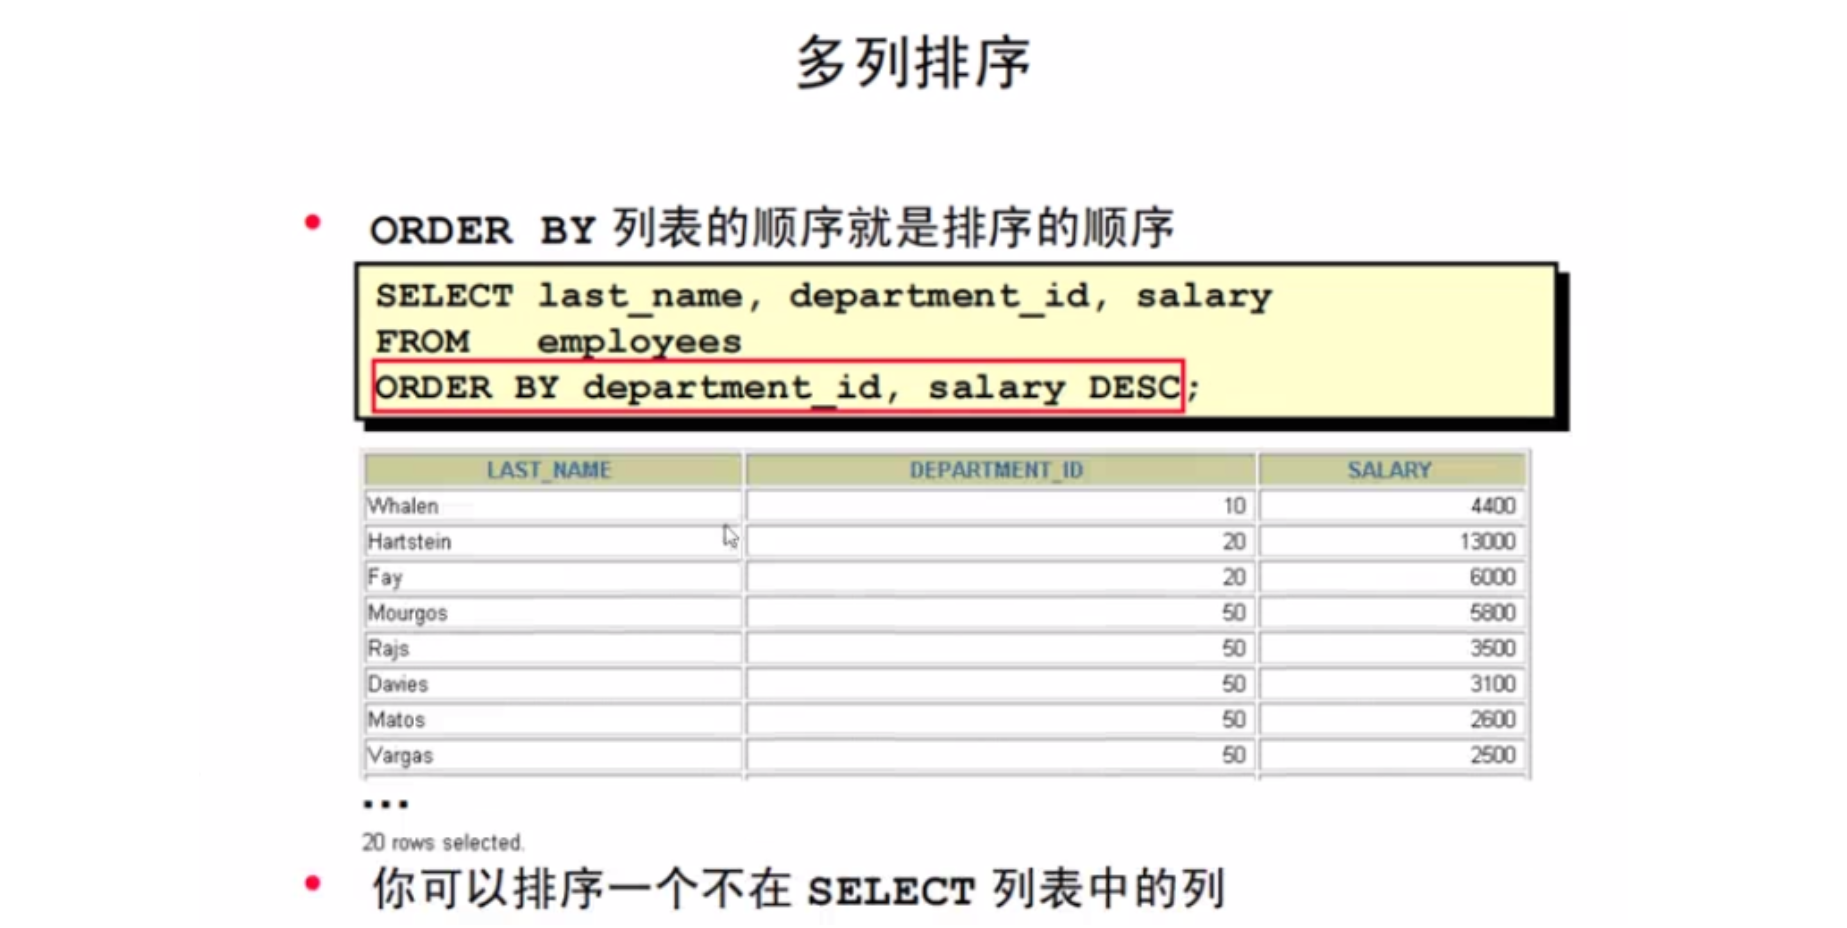 多列排序
• ORDER BY 列表的顺序就是排序的顺序
SELECT last_name, department_id, salary
FROM   employees
ORDER BY department_id, salary DESC;
LAST_NAME DEPARTMENT_ID SALARY
Whalen 10 4400
Hartstein 20 13000
Fay 20 6000
Mourgos 50 5800
Rajs 50 3500
Davies 50 3100
Matos 50 2600
Vargas 50 2500
...
20 rows selected.
• 你可以排序一个不在 SELECT 列表中的列